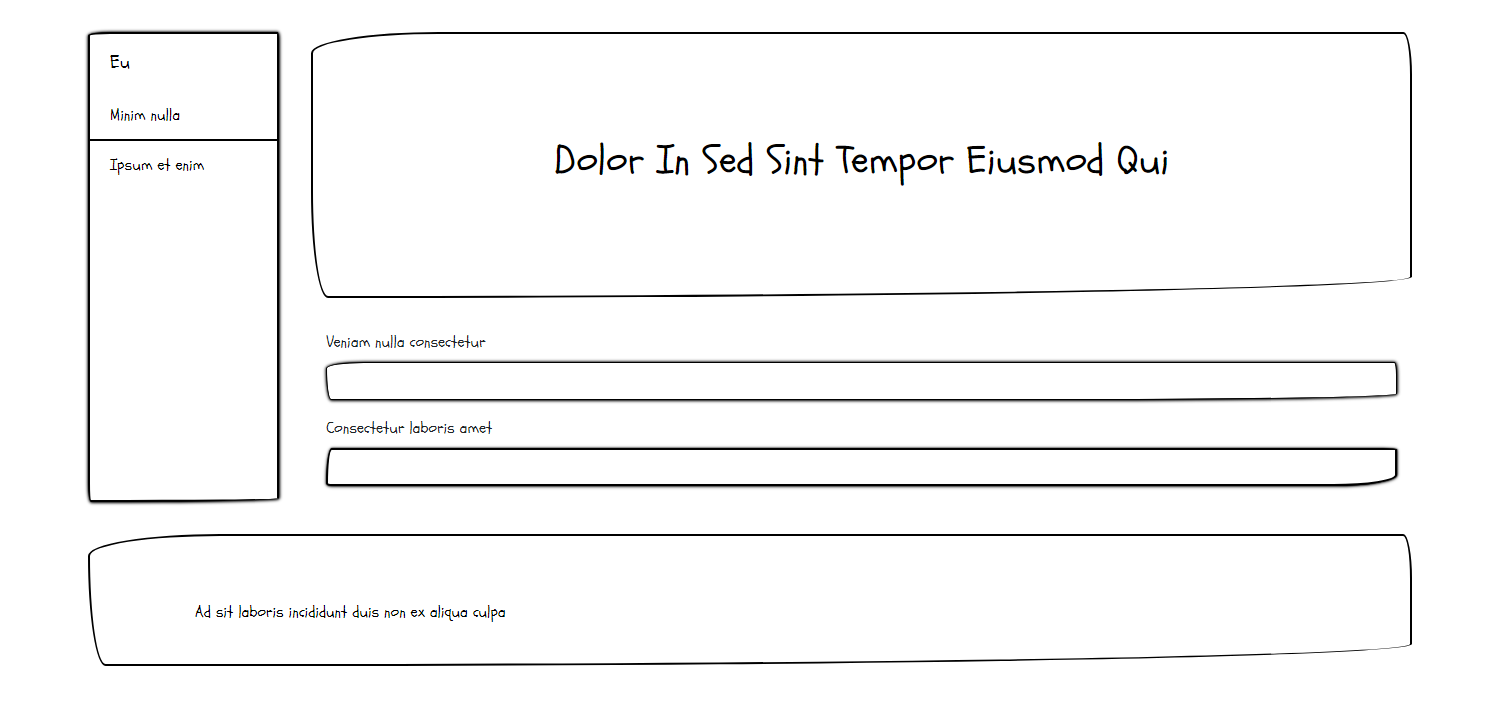 Eu
Minim nulla
Ipsum et enim
Dolor In Sed Sint Tempor Eiusmod Qui
Veniam nulla consectetur
Consectetur laboris amet
Ad sit laboris incididunt duis non ex aliqua culpa